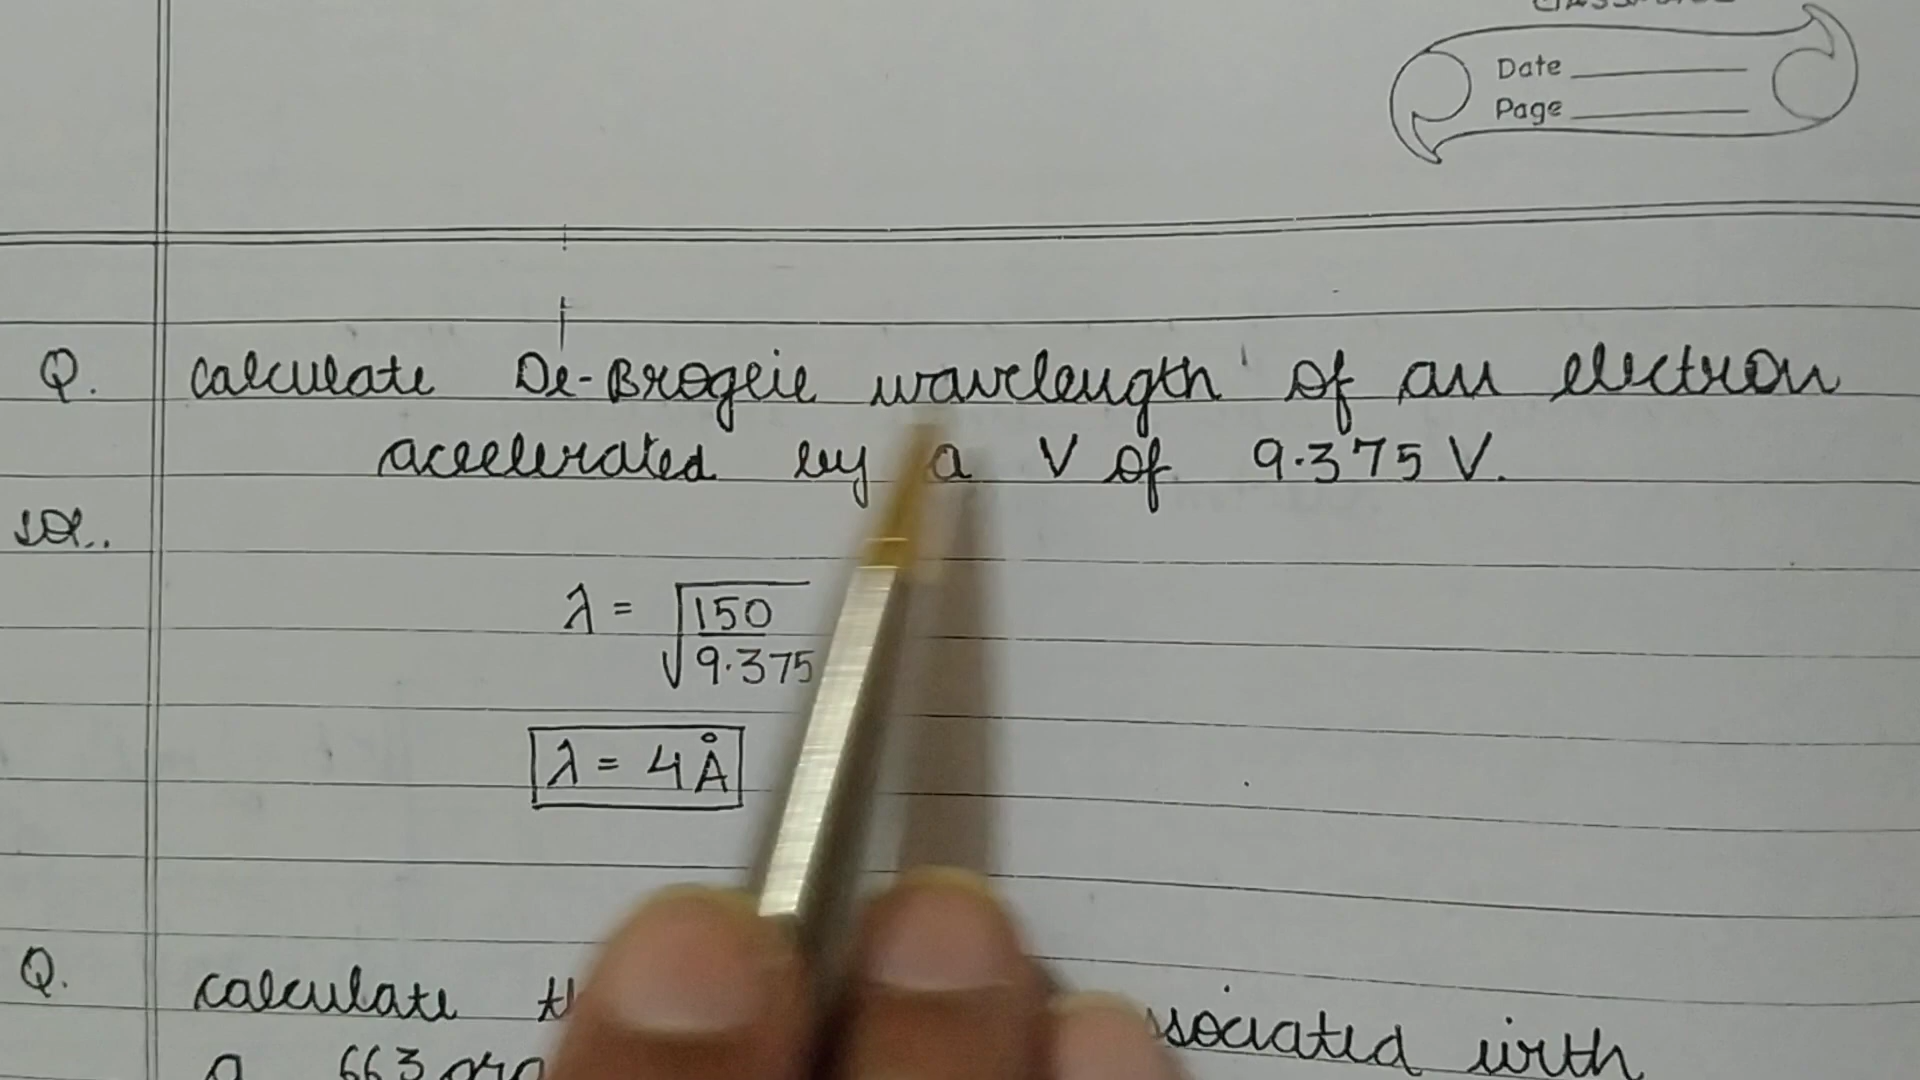 Date
Page
Q. calculate De-Broglie wavelength of an electron
accelerated by a V of 9.375 V.
Sol..
λ = √150/9.375
λ = 4 Å
Q. calculate sociated with
a 663